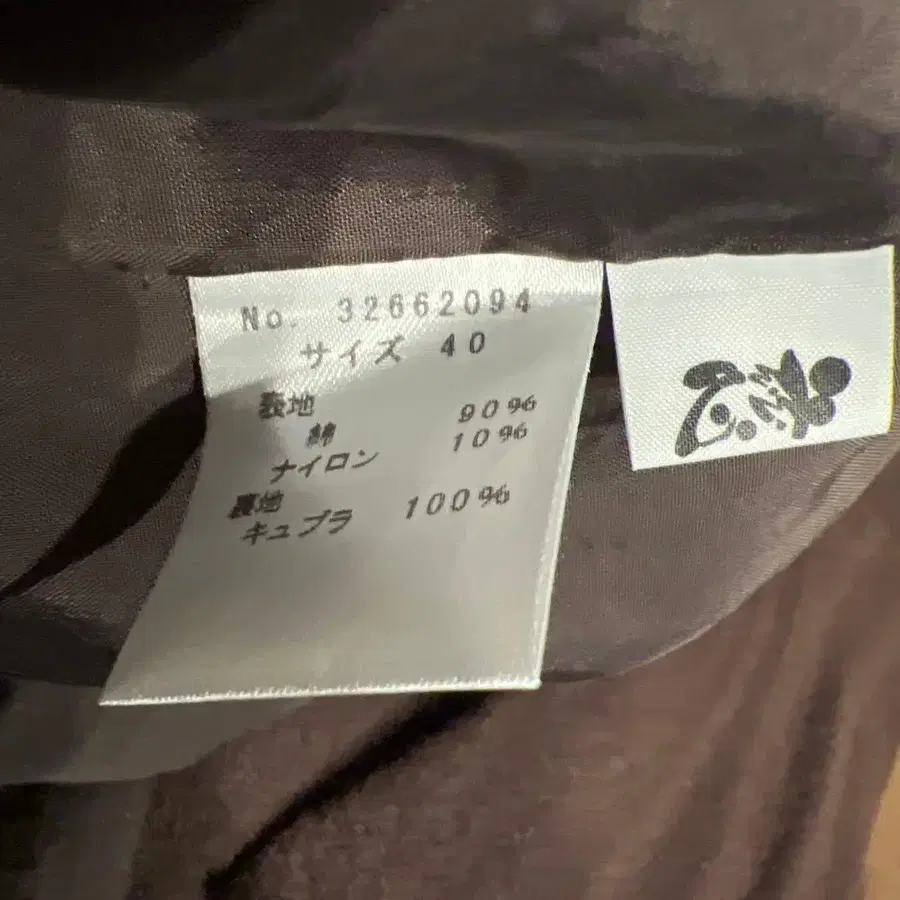 No. 32662094
サイズ 40
表地
綿 90%
ナイロン 10%
裏地
キュプラ 100%